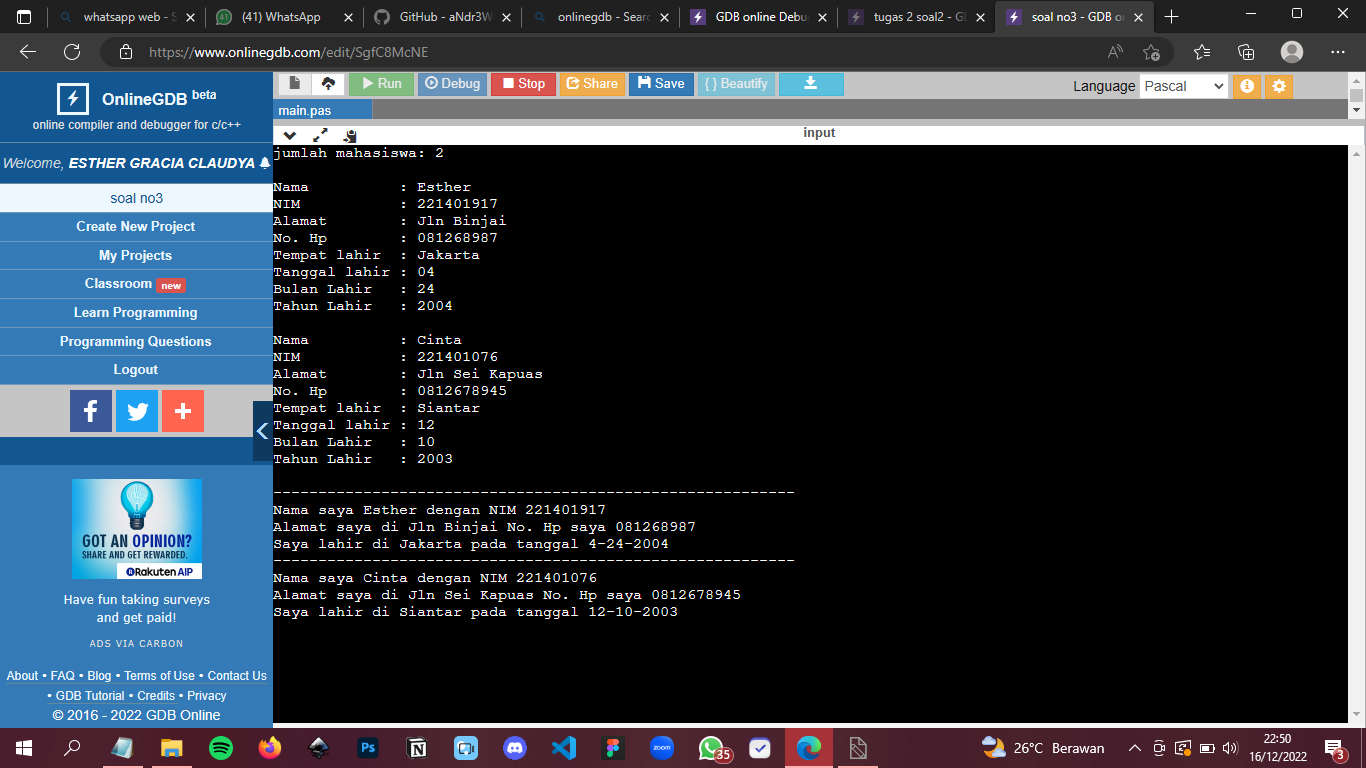 whatsapp web - S
(41) WhatsApp
GitHub - aNdr3W
onlinegdb - Searc
GDB online Debu
tugas 2 soal2 - GD
soal no3 - GDB on
https://www.onlinegdb.com/edit/SgfC8McNE
OnlineGDB beta
online compiler and debugger for c/c++
Welcome, ESTHER GRACIA CLAUDYA
soal no3
Create New Project
My Projects
Classroom new
Learn Programming
Programming Questions
Logout
GOT AN OPINION?
SHARE AND GET REWARDED.
Rakuten AIP
Have fun taking surveys
and get paid!
ADS VIA CARBON
About • FAQ • Blog • Terms of Use • Contact Us
• GDB Tutorial • Credits • Privacy
© 2016 - 2022 GDB Online
Run Debug Stop Share Save { } Beautify
Language Pascal
main.pas
input
jumlah mahasiswa: 2
Nama : Esther
NIM : 221401917
Alamat : Jln Binjai
No. Hp : 081268987
Tempat lahir : Jakarta
Tanggal lahir : 04
Bulan Lahir : 24
Tahun Lahir : 2004
Nama : Cinta
NIM : 221401076
Alamat : Jln Sei Kapuas
No. Hp : 0812678945
Tempat lahir : Siantar
Tanggal lahir : 12
Bulan Lahir : 10
Tahun Lahir : 2003
----------------------------------------------------------
Nama saya Esther dengan NIM 221401917
Alamat saya di Jln Binjai No. Hp saya 081268987
Saya lahir di Jakarta pada tanggal 4-24-2004
----------------------------------------------------------
Nama saya Cinta dengan NIM 221401076
Alamat saya di Jln Sei Kapuas No. Hp saya 0812678945
Saya lahir di Siantar pada tanggal 12-10-2003
Ps
zoom
35
26°C Berawan
22:50
16/12/2022
3